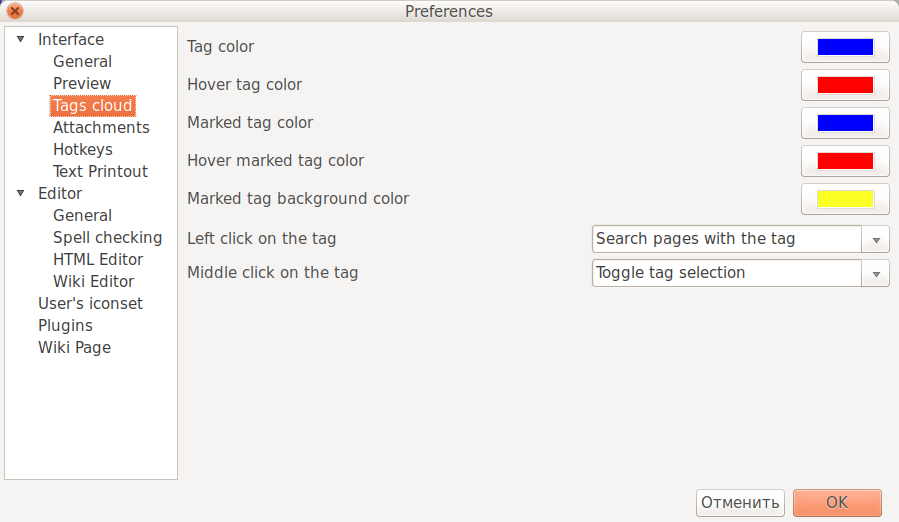 Preferences
Interface
General
Preview
Tags cloud
Attachments
Hotkeys
Text Printout
Editor
General
Spell checking
HTML Editor
Wiki Editor
User's iconset
Plugins
Wiki Page
Tag color
Hover tag color
Marked tag color
Hover marked tag color
Marked tag background color
Left click on the tag Search pages with the tag
Middle click on the tag Toggle tag selection
Отменить OK